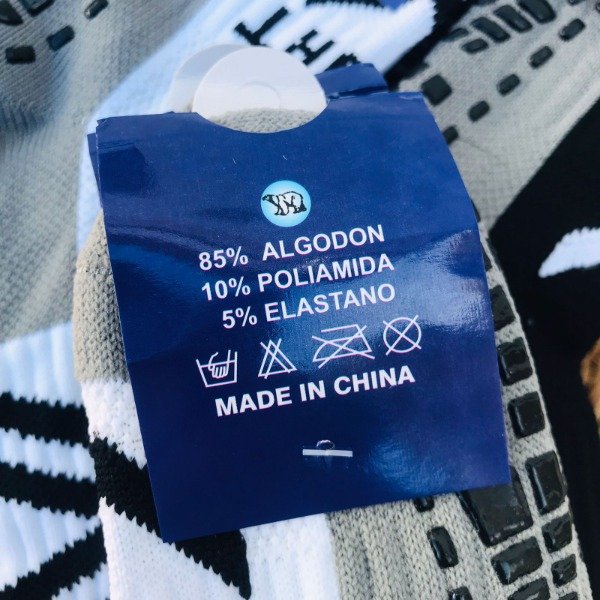 85% ALGODON
10% POLIAMIDA
5% ELASTANO
MADE IN CHINA